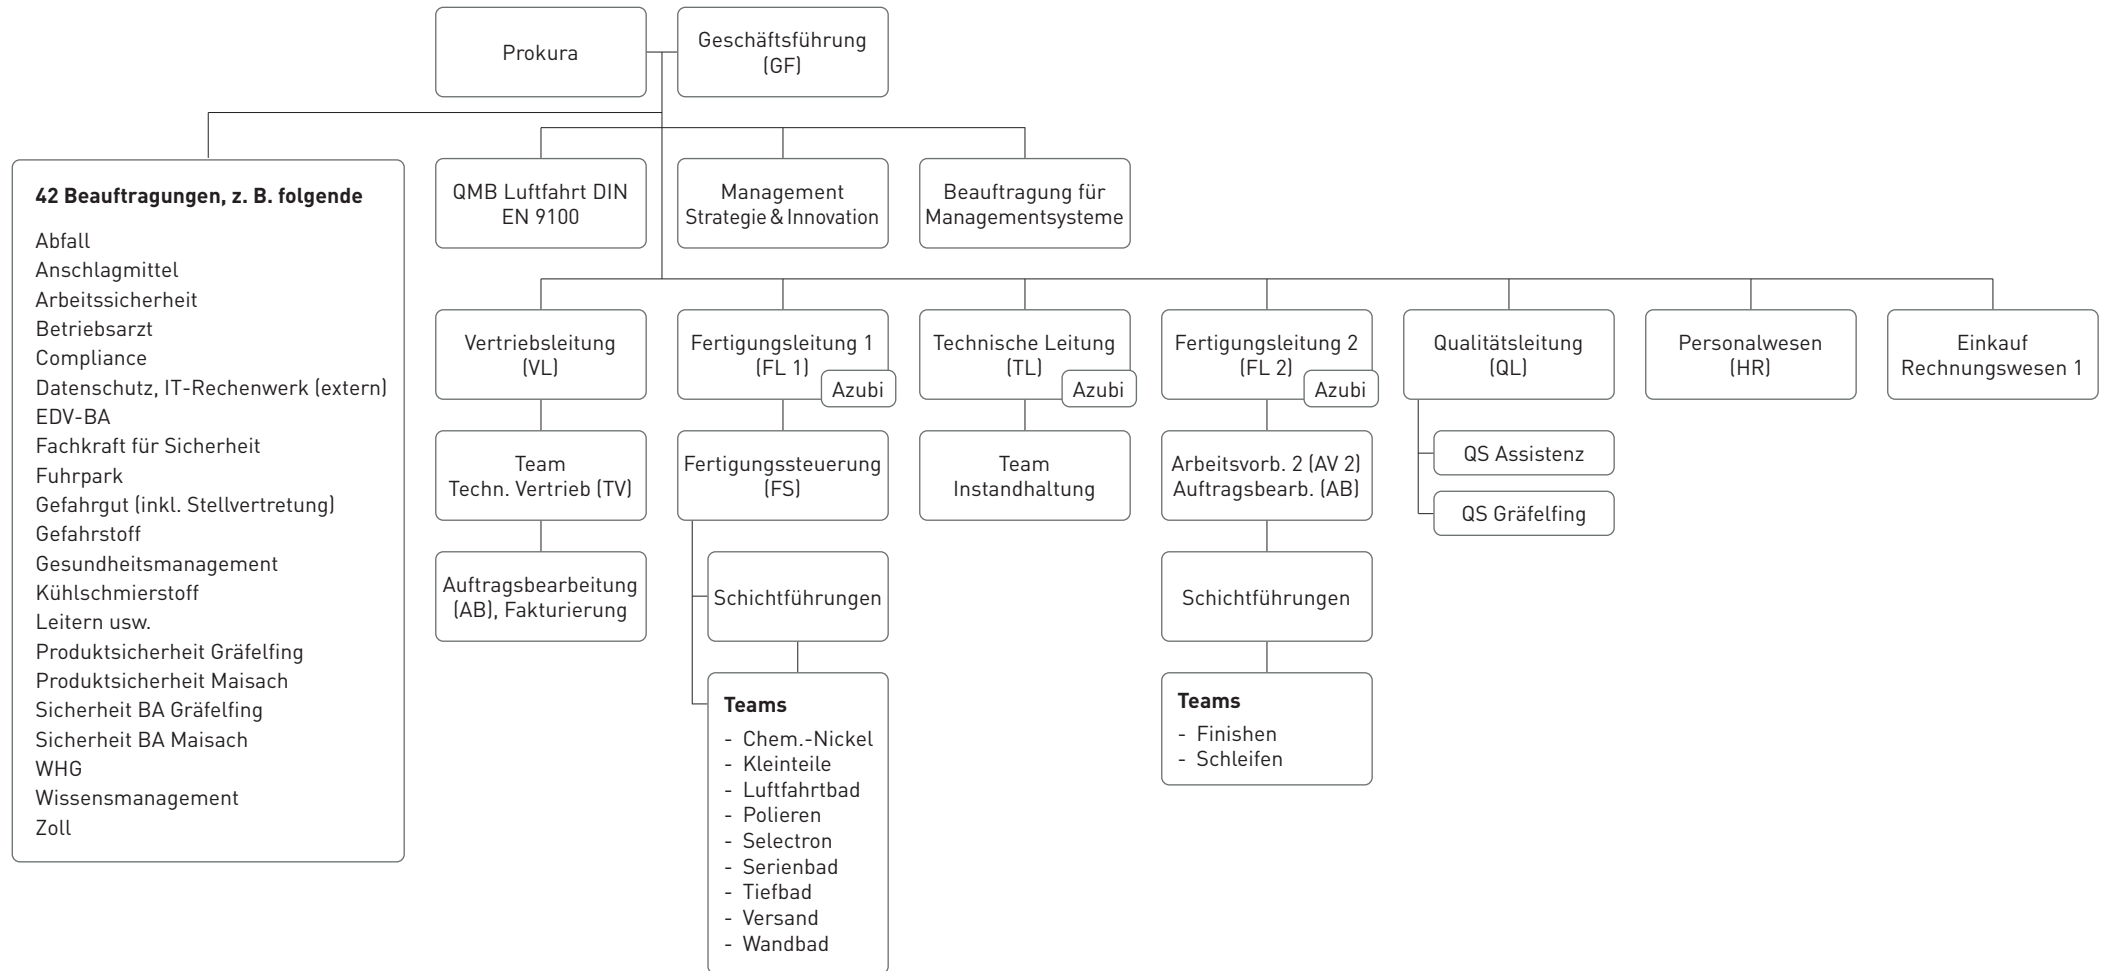 Prokura
Geschäftsführung
(GF)
42 Beauftragungen, z. B. folgende
Abfall
Anschlagmittel
Arbeitssicherheit
Betriebsarzt
Compliance
Datenschutz, IT-Rechenwerk (extern)
EDV-BA
Fachkraft für Sicherheit
Fuhrpark
Gefahrgut (inkl. Stellvertretung)
Gefahrstoff
Gesundheitsmanagement
Kühlschmierstoff
Leitern usw.
Produktsicherheit Gräfelfing
Produktsicherheit Maisach
Sicherheit BA Gräfelfing
Sicherheit BA Maisach
WHG
Wissensmanagement
Zoll
QMB Luftfahrt DIN
EN 9100
Management
Strategie & Innovation
Beauftragung für
Managementsysteme
Vertriebsleitung
(VL)
Fertigungsleitung 1
(FL 1)
Azubi
Technische Leitung
(TL)
Azubi
Fertigungsleitung 2
(FL 2)
Azubi
Qualitätsleitung
(QL)
Personalwesen
(HR)
Einkauf
Rechnungswesen 1
Team
Techn. Vertrieb (TV)
Fertigungssteuerung
(FS)
Team
Instandhaltung
Arbeitsvorb. 2 (AV 2)
Auftragsbearb. (AB)
QS Assistenz
QS Gräfelfing
Auftragsbearbeitung
(AB), Fakturierung
Schichtführungen
Schichtführungen
Teams
- Chem.-Nickel
- Kleinteile
- Luftfahrtbad
- Polieren
- Selectron
- Serienbad
- Tiefbad
- Versand
- Wandbad
Teams
- Finishen
- Schleifen